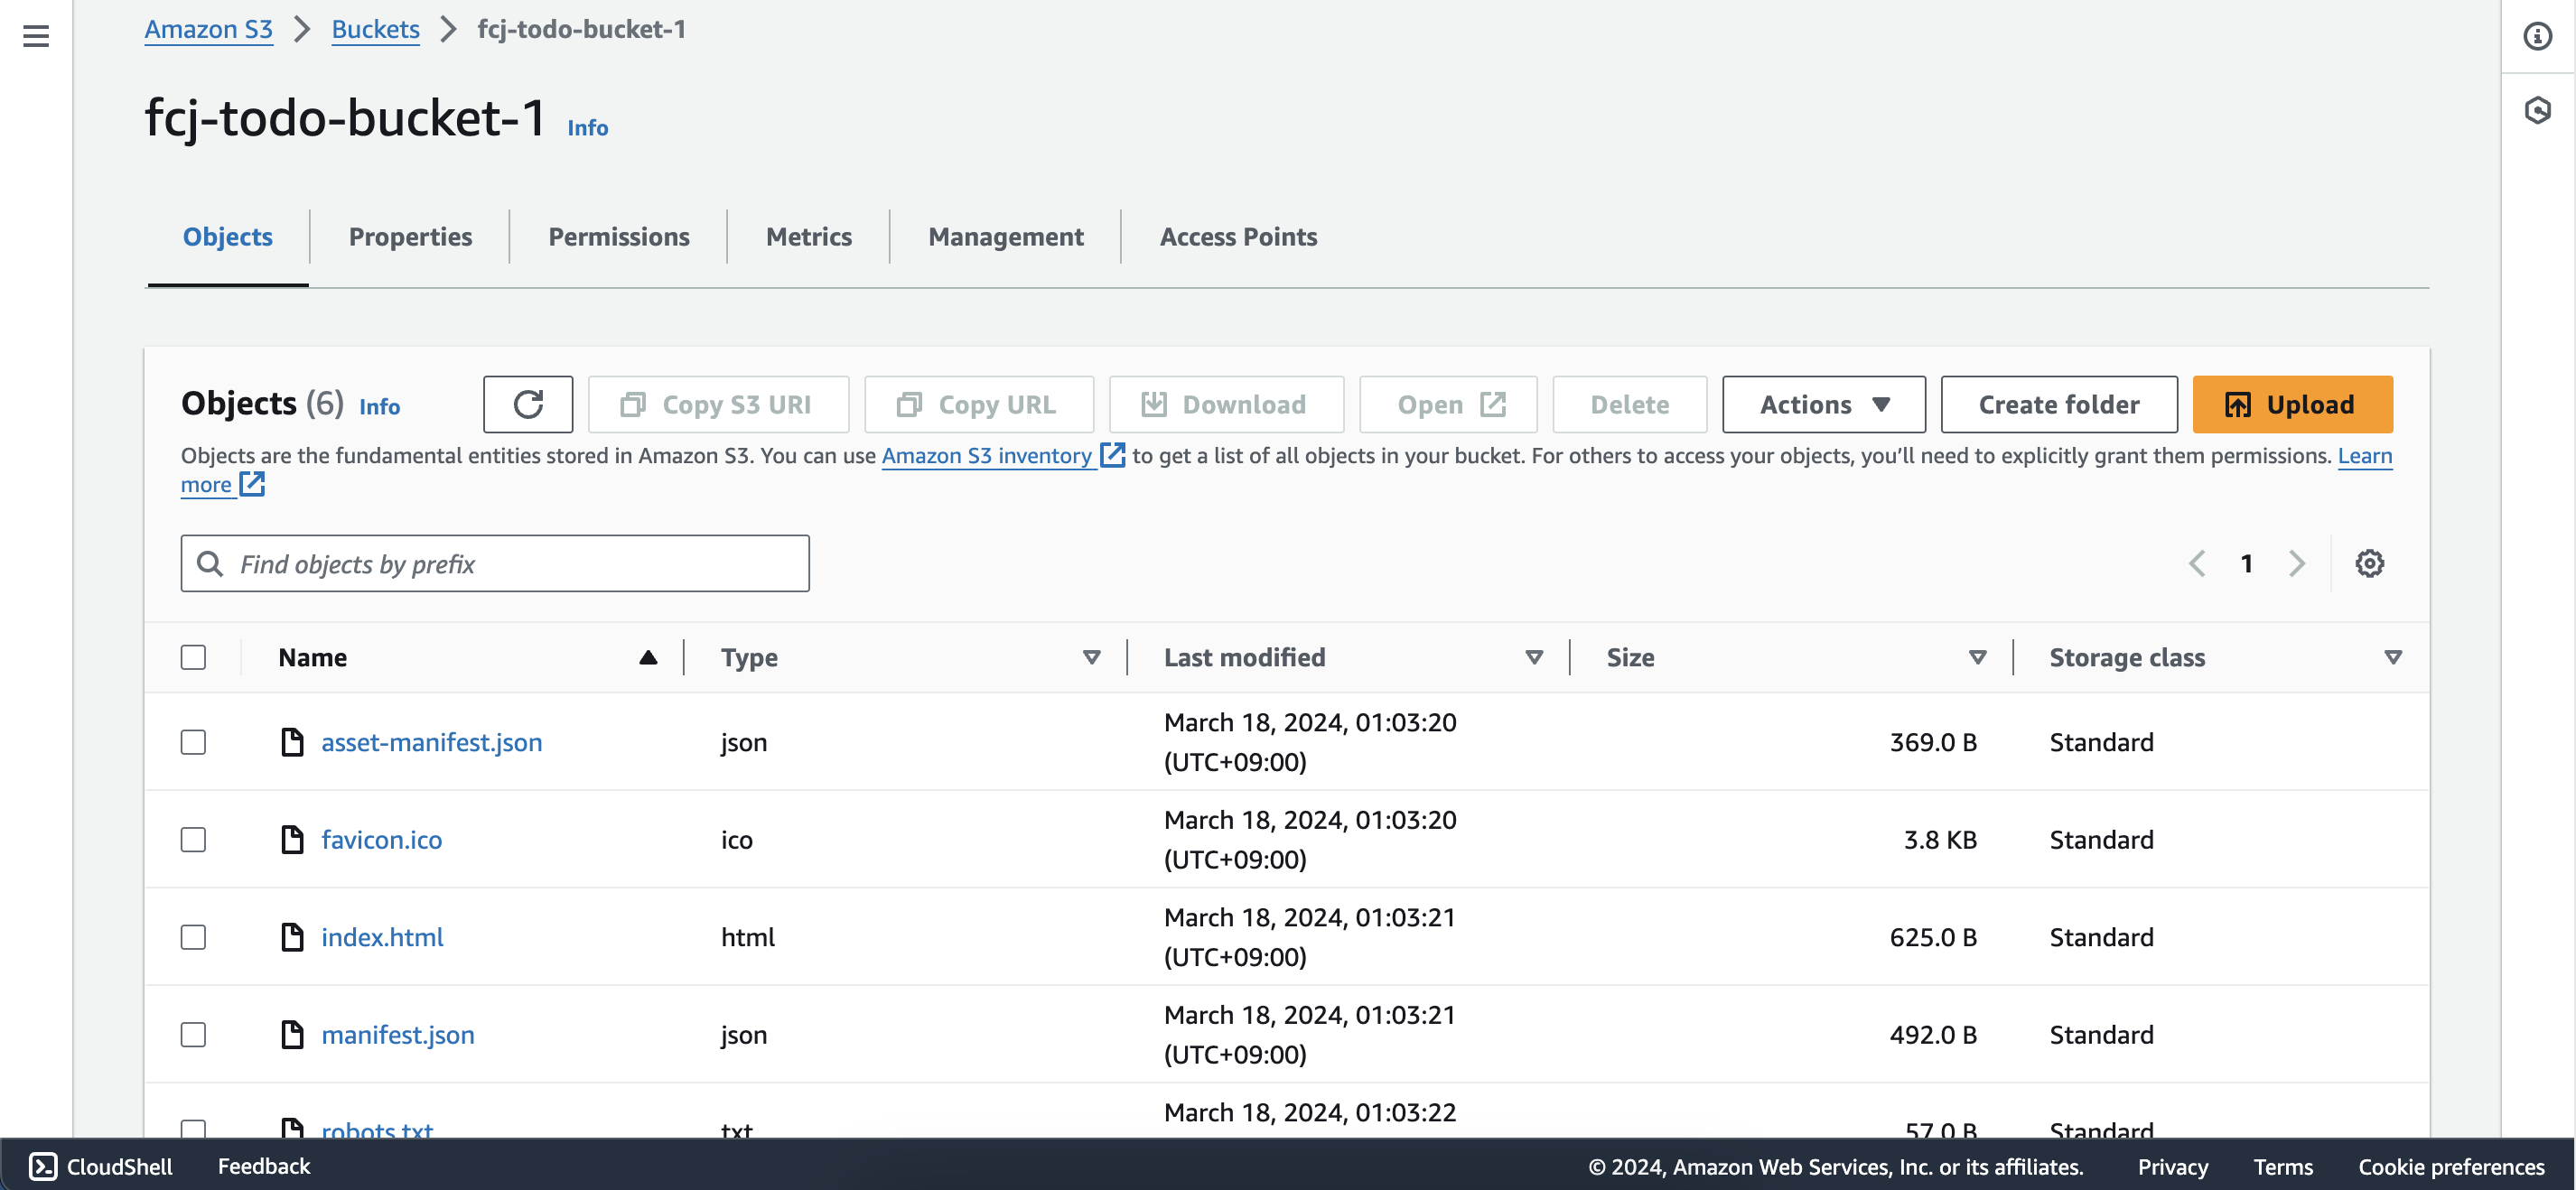 Amazon S3 > Buckets > fcj-todo-bucket-1
fcj-todo-bucket-1 Info
Objects Properties Permissions Metrics Management Access Points
Objects (6) Info Copy S3 URI Copy URL Download Open Delete Actions Create folder Upload
Objects are the fundamental entities stored in Amazon S3. You can use Amazon S3 inventory to get a list of all objects in your bucket. For others to access your objects, you’ll need to explicitly grant them permissions. Learn
more
Find objects by prefix 1
Name Type Last modified Size Storage class
asset-manifest.json json March 18, 2024, 01:03:20 369.0 B Standard
(UTC+09:00)
favicon.ico ico March 18, 2024, 01:03:20 3.8 KB Standard
(UTC+09:00)
index.html html March 18, 2024, 01:03:21 625.0 B Standard
(UTC+09:00)
manifest.json json March 18, 2024, 01:03:21 492.0 B Standard
(UTC+09:00)
robots.txt txt March 18, 2024, 01:03:22 57.0 B Standard
CloudShell Feedback © 2024, Amazon Web Services, Inc. or its affiliates. Privacy Terms Cookie preferences